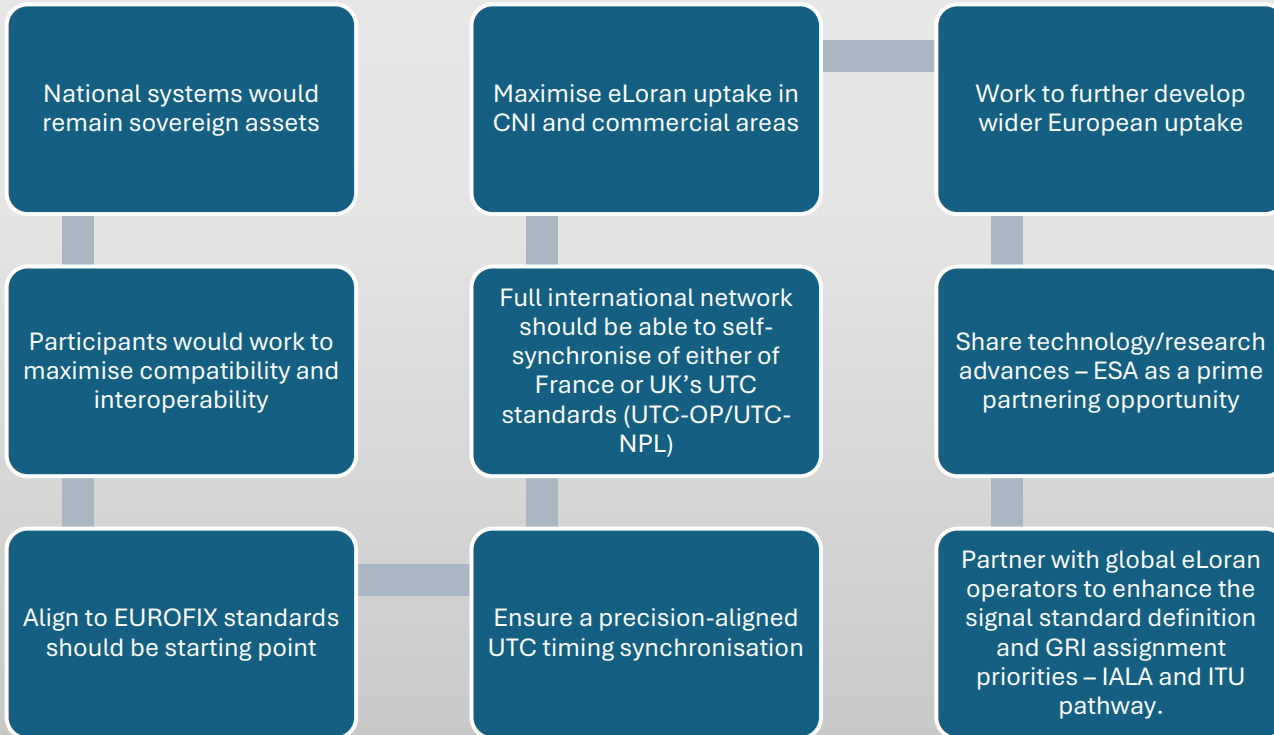 National systems would
remain sovereign assets
Participants would work to
maximise compatibility and
interoperability
Align to EUROFIX standards
should be starting point
Ensure a precision-aligned
UTC timing synchronisation
Full international network
should be able to self-
synchronise of either of
France or UK’s UTC
standards (UTC-OP/UTC-
NPL)
Maximise eLoran uptake in
CNI and commercial areas
Work to further develop
wider European uptake
Share technology/research
advances – ESA as a prime
partnering opportunity
Partner with global eLoran
operators to enhance the
signal standard definition
and GRI assignment
priorities – IALA and ITU
pathway.